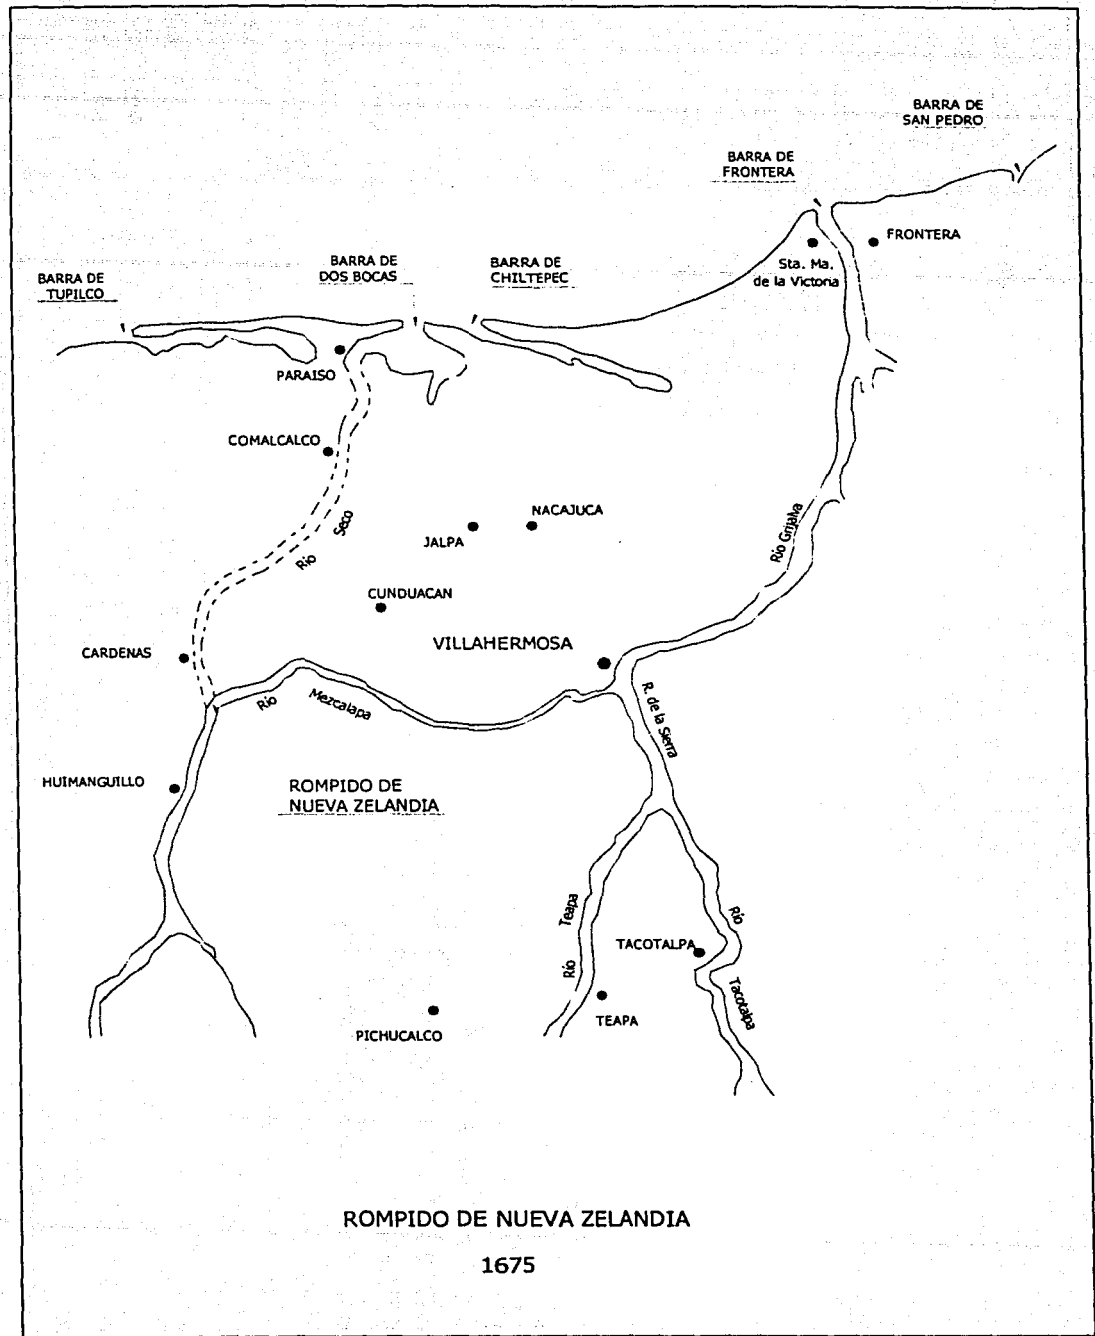 BARRA DE
SAN PEDRO
BARRA DE
FRONTERA
FRONTERA
Sta. Ma.
de la Victoria
BARRA DE
TUPILCO
BARRA DE
DOS BOCAS
BARRA DE
CHILTEPEC
PARAISO
COMALCALCO
Río Seco
NACAJUCA
JALPA
Río Grijalva
CUNDUACAN
VILLAHERMOSA
CARDENAS
Río Mezcalapa
R. de la Sierra
HUIMANGUILLO
ROMPIDO DE
NUEVA ZELANDIA
Río Teapa
Río Tacotalpa
TACOTALPA
TEAPA
PICHUCALCO
ROMPIDO DE NUEVA ZELANDIA
1675